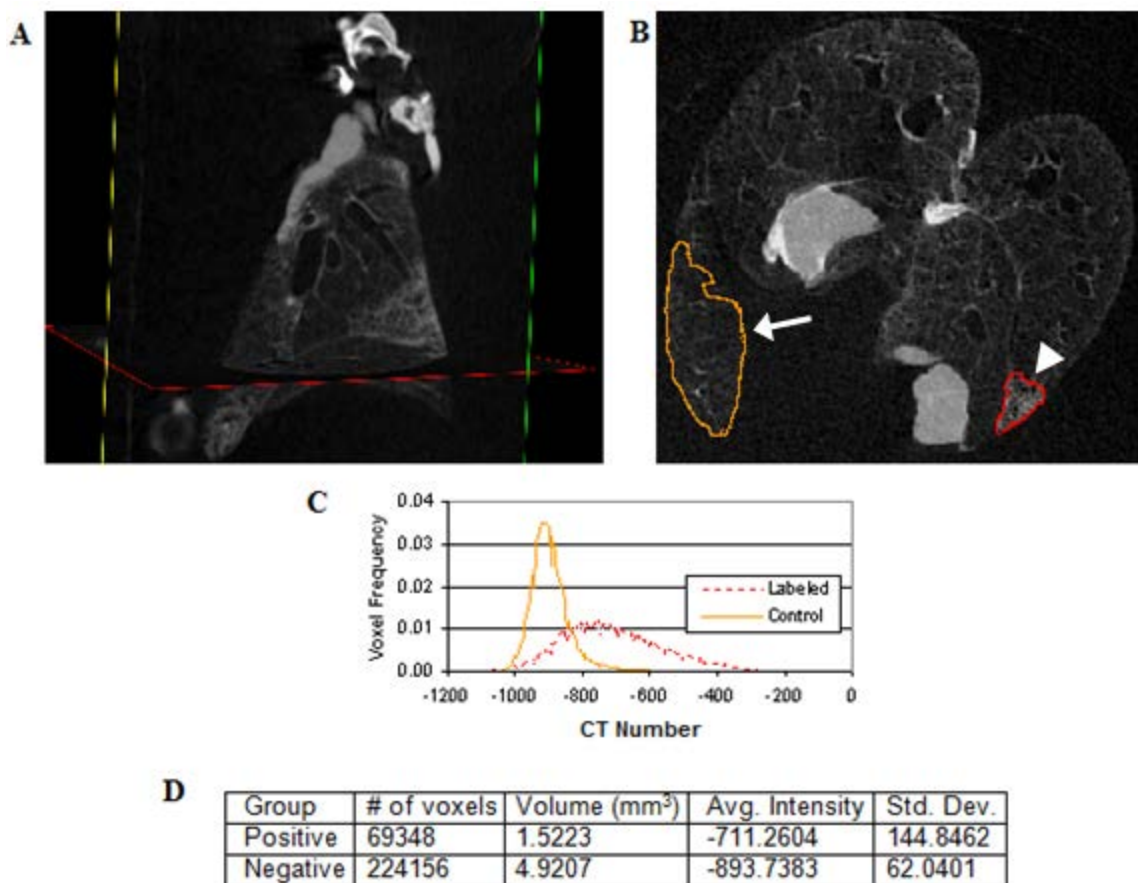 A
B
C
0.04
0.03
0.02
0.01
0.00
Voxel Frequency
Labeled
Control
-1200 -1000 -800 -600 -400 -200 0
CT Number
D
Group # of voxels Volume (mm³) Avg. Intensity Std. Dev.
Positive 69348 1.5223 -711.2604 144.8462
Negative 224156 4.9207 -893.7383 62.0401